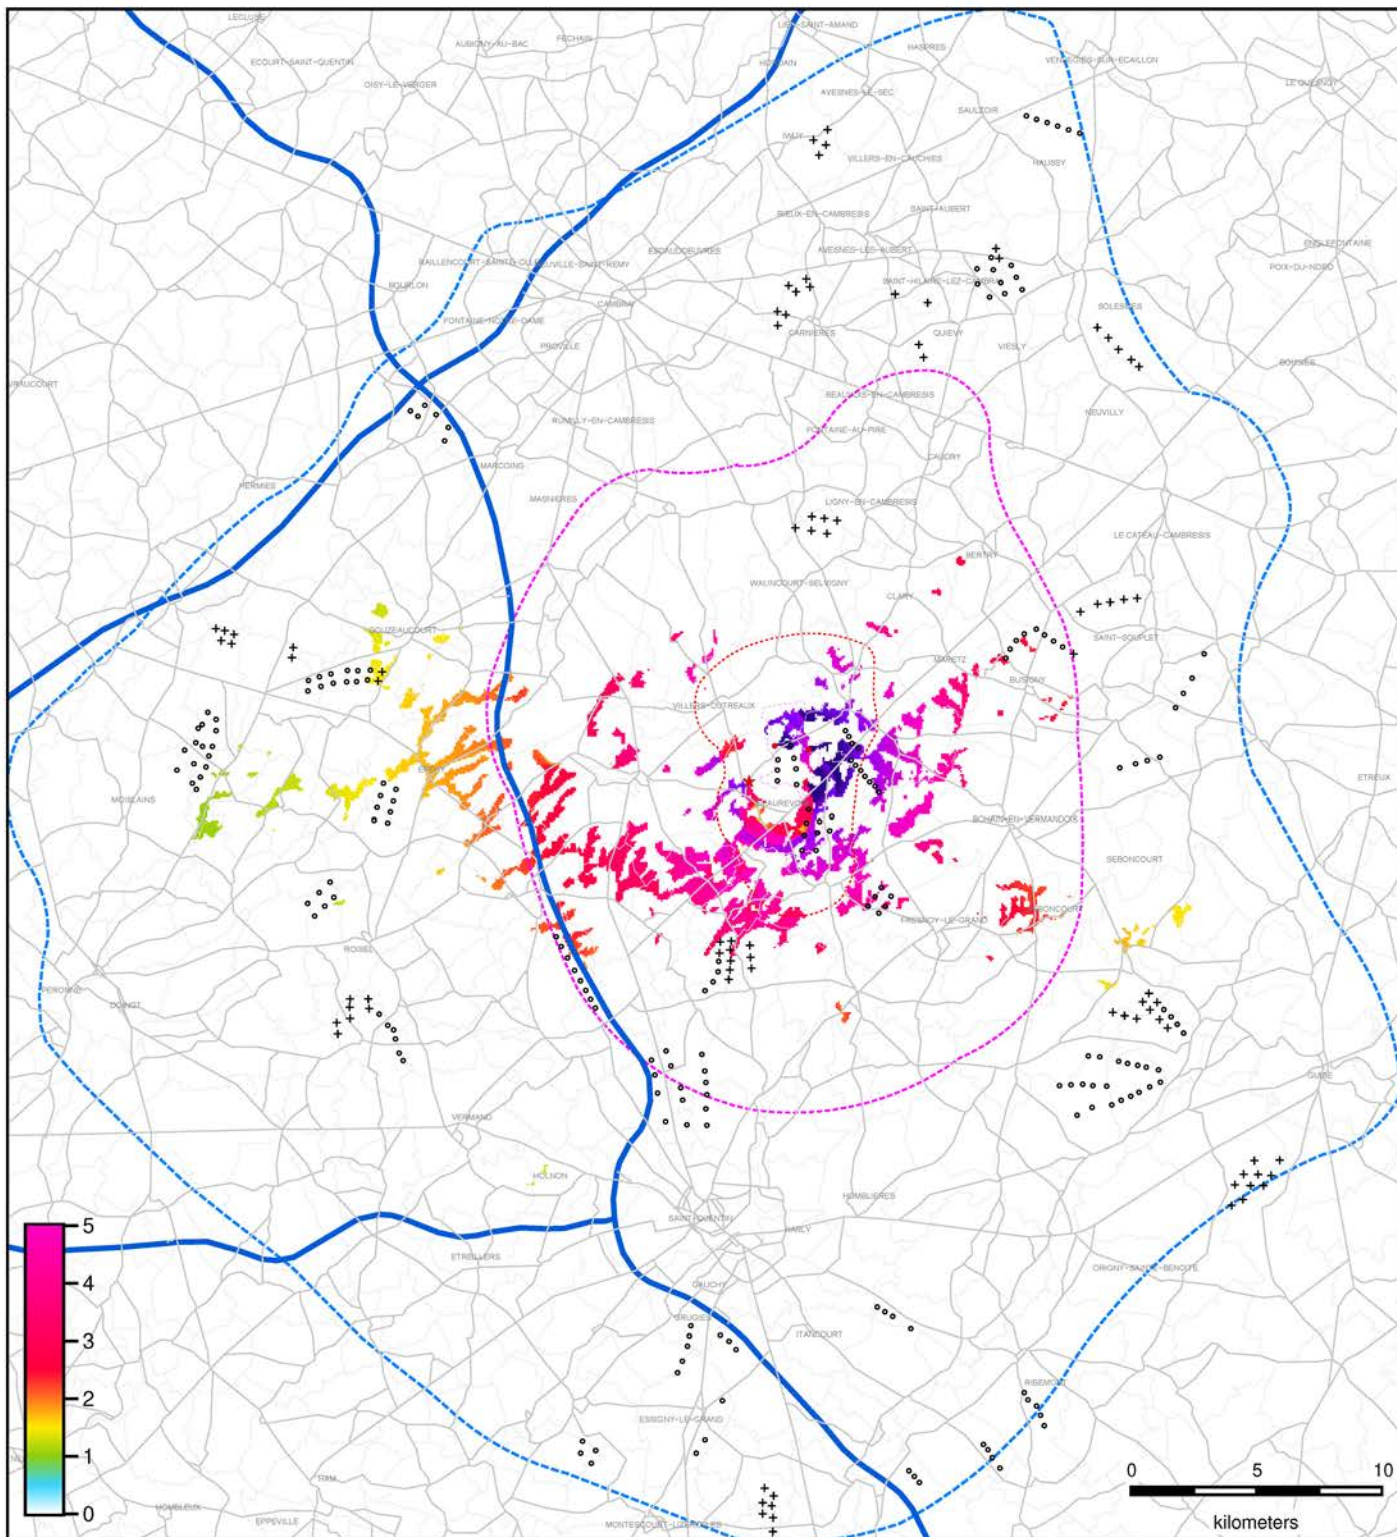 LECLUSE
LIEU-SAINT-AMAND
FECHAIN
AUBIGNY-AU-BAC
HASPRES
ECOURT-SAINT-QUENTIN
HORDAIN
VENDEGIES-SUR-ECAILLON
OISY-LE-VERGER
LE QUESNOY
AVESNES-LE-SEC
SAULZOIR
IWUY
VILLERS-EN-CAUCHIES
HAUSSY
RIEUX-EN-CAMBRESIS
SAINT-AUBERT
ESCAUDOEUVRES
AVESNES-LES-AUBERT
ENGLEFONTAINE
POIX-DU-NORD
BOURLON
SAINT-HILAIRE-LEZ-CAMBRAI
CAMBRAI
SOLESMES
FONTAINE-NOTRE-DAME
CARNIERES
QUIEVY
PROVILLE
VIESLY
BOUSIES
VRAUCOURT
BEAUVOIS-EN-CAMBRESIS
NEUVILLY
RUMILLY-EN-CAMBRESIS
FONTAINE-AU-PIRE
CAUDRY
MARCOING
HERMIES
MASNIERES
LIGNY-EN-CAMBRESIS
LE CATEAU-CAMBRESIS
BERTRY
WALINCOURT-SELVIGNY
CLARY
GOUZEAUCOURT
SAINT-SOUPLET
MARETZ
BUSIGNY
VILLERS-OUTREAUX
ETREUX
MOISLAINS
BOHAIN-EN-VERMANDOIS
SEBONCOURT
FRESNOY-LE-GRAND
ROISEL
PERONNE
DOINGT
GUISE
VERMAND
HOLNON
HOMBLIERES
SAINT-QUENTIN
HARLY
ETREILLERS
ORIGNY-SAINTE-BENOITE
GAUCHY
GRUGIES
ITANCOURT
RIBEMONT
ESSIGNY-LE-GRAND
HAM
HOMBLEUX
EPPEVILLE
MONTESCOURT-LIZEROLLES
5
4
3
2
1
0
0 5 10
kilometers